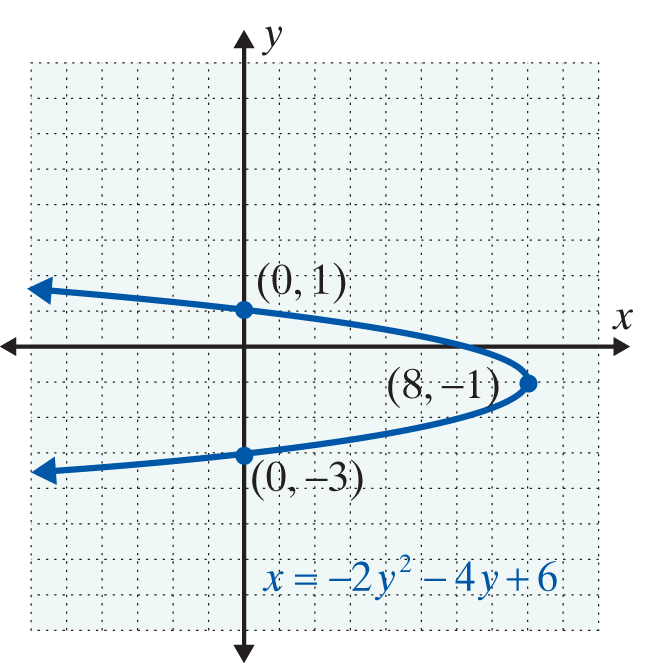 y
(0, 1)
x
(8, −1)
(0, −3)
x = −2y² − 4y + 6